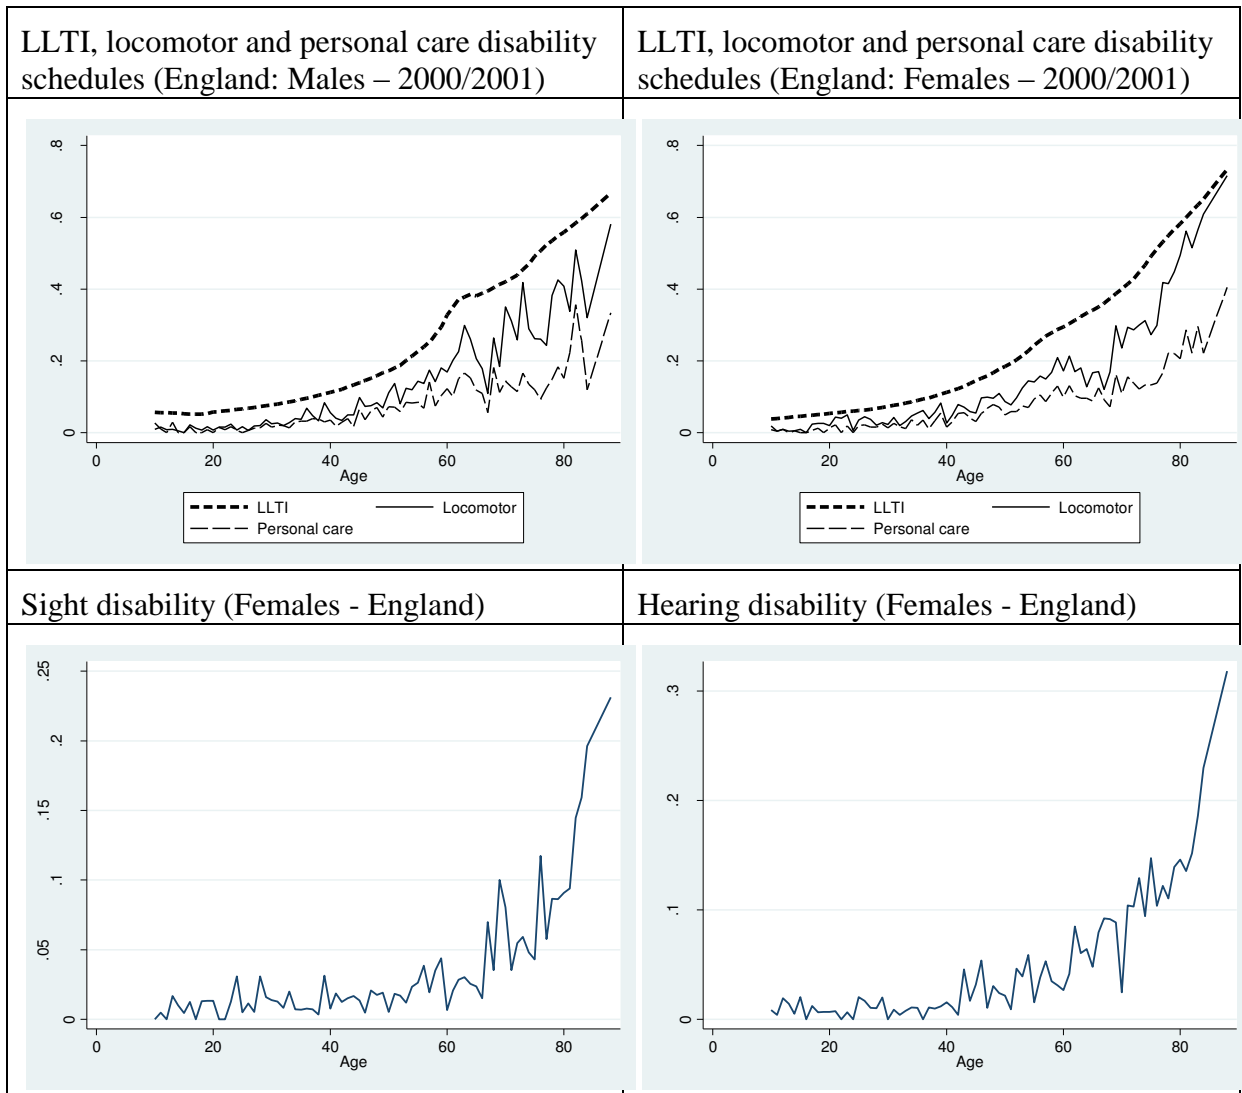 LLTI, locomotor and personal care disability
schedules (England: Males – 2000/2001)
LLTI, locomotor and personal care disability
schedules (England: Females – 2000/2001)
.8
.6
.4
.2
0
0 20 40 60 80
Age
LLTI Locomotor
Personal care
.8
.6
.4
.2
0
0 20 40 60 80
Age
LLTI Locomotor
Personal care
Sight disability (Females - England)
Hearing disability (Females - England)
.25
.2
.15
.1
.05
0
0 20 40 60 80
Age
.3
.2
.1
0
0 20 40 60 80
Age